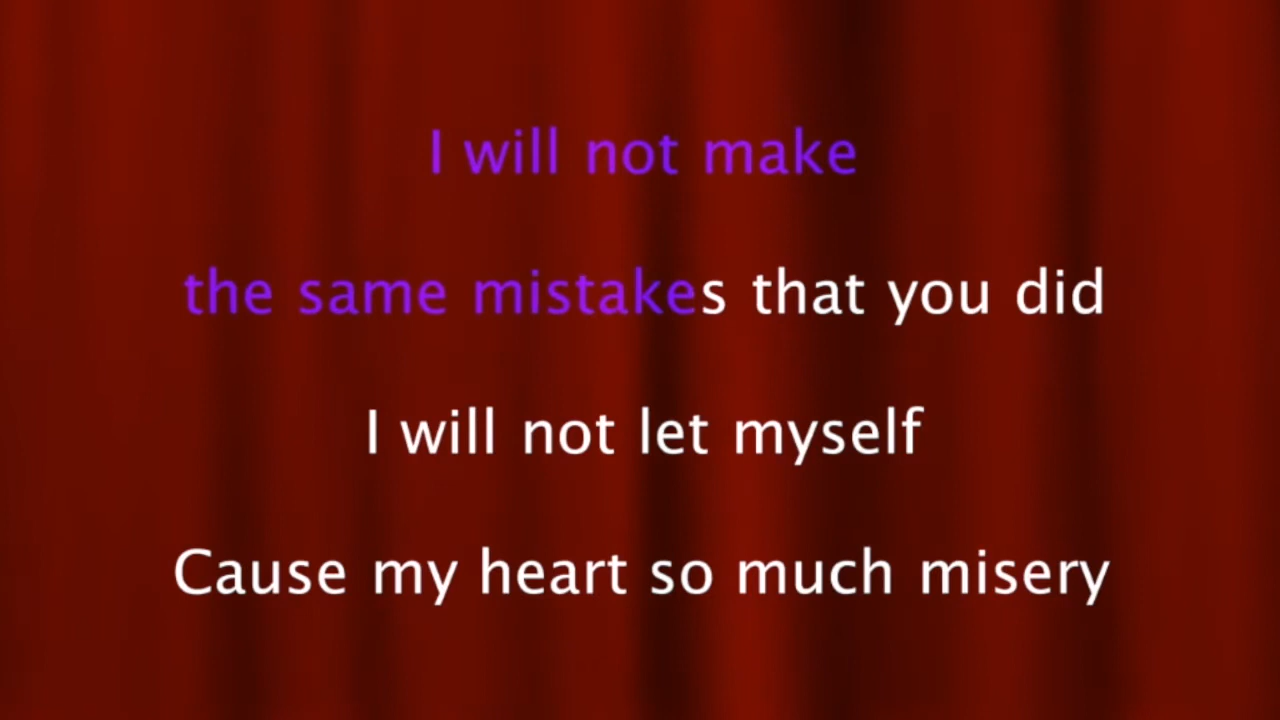 I will not make
the same mistakes that you did
I will not let myself
Cause my heart so much misery